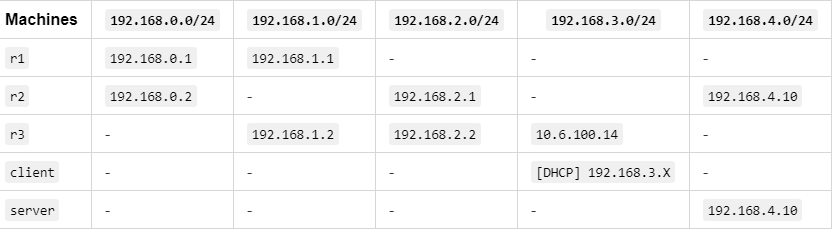 Machines 192.168.0.0/24 192.168.1.0/24 192.168.2.0/24 192.168.3.0/24 192.168.4.0/24
r1 192.168.0.1 192.168.1.1 - - -
r2 192.168.0.2 - 192.168.2.1 - 192.168.4.10
r3 - 192.168.1.2 192.168.2.2 10.6.100.14 -
client - - - [DHCP] 192.168.3.X -
server - - - - 192.168.4.10